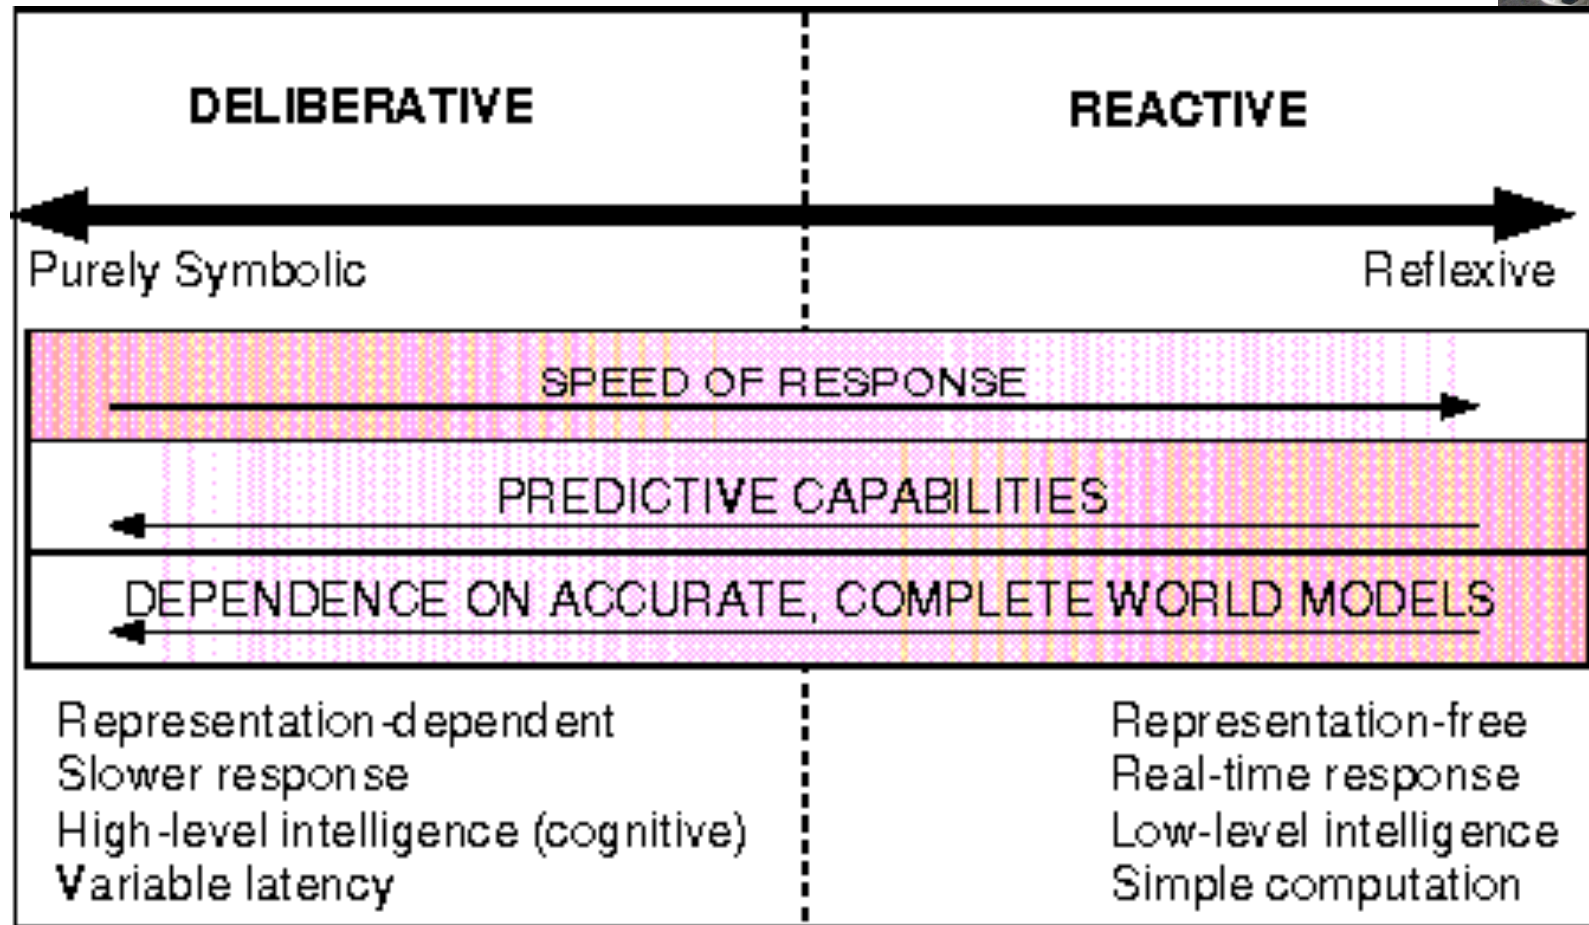 DELIBERATIVE
REACTIVE
Purely Symbolic
Reflexive
SPEED OF RESPONSE
PREDICTIVE CAPABILITIES
DEPENDENCE ON ACCURATE, COMPLETE WORLD MODELS
Representation-dependent
Slower response
High-level intelligence (cognitive)
Variable latency
Representation-free
Real-time response
Low-level intelligence
Simple computation